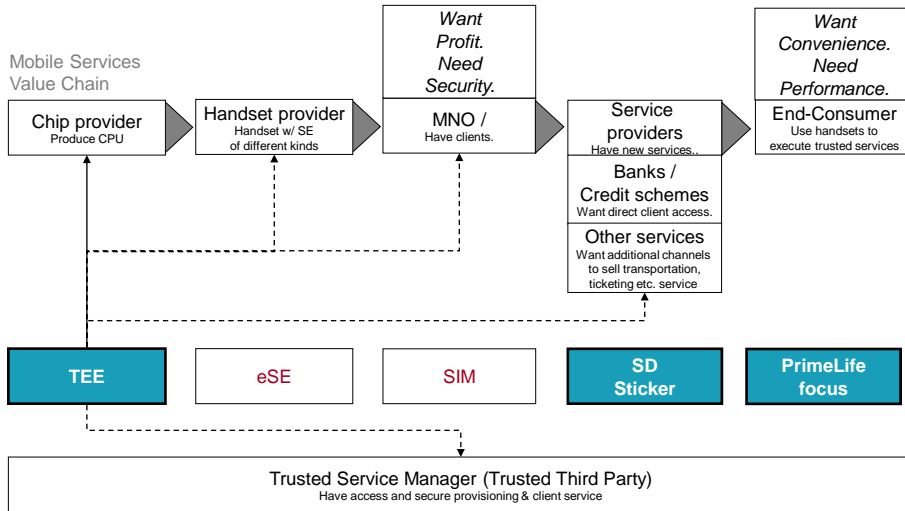 Mobile Services
Value Chain
Want
Profit.
Need
Security.
Want
Convenience.
Need
Performance.
Chip provider
Produce CPU
Handset provider
Handset w/ SE
of different kinds
MNO /
Have clients.
Service
providers
Have new services..
End-Consumer
Use handsets to
execute trusted services
Banks /
Credit schemes
Want direct client access.
Other services
Want additional channels
to sell transportation,
ticketing etc. service
TEE
eSE
SIM
SD
Sticker
PrimeLife
focus
Trusted Service Manager (Trusted Third Party)
Have access and secure provisioning & client service